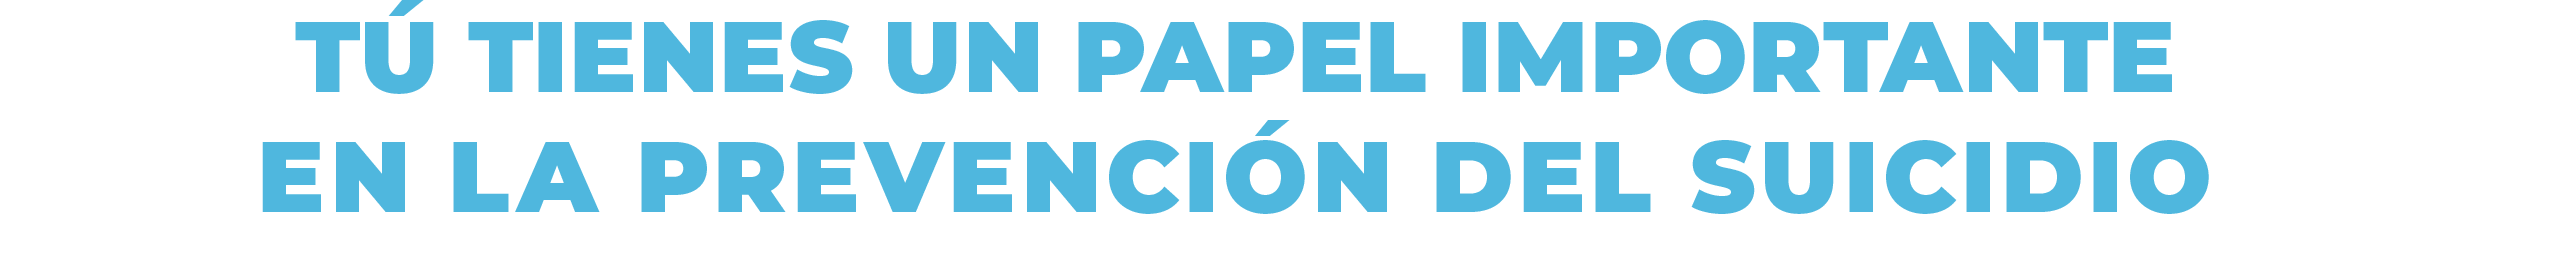 TÚ TIENES UN PAPEL IMPORTANTE
EN LA PREVENCIÓN DEL SUICIDIO